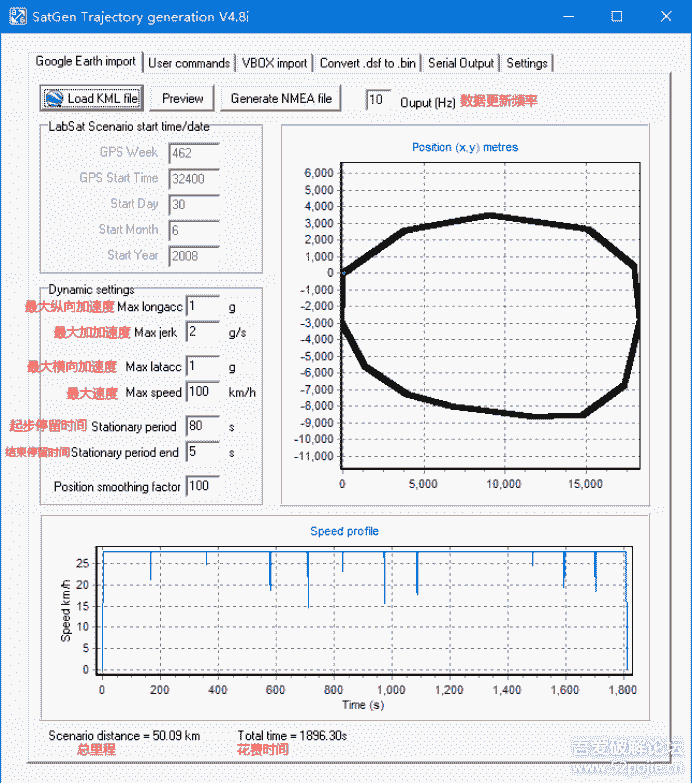 SatGen Trajectory generation V4.8i
Google Earth import
User commands
VBOX import
Convert .dsf to .bin
Serial Output
Settings
Load KML file
Preview
Generate NMEA file
10
Ouput (Hz) 数据更新频率
LabSat Scenario start time/date
GPS Week 462
GPS Start Time 32400
Start Day 30
Start Month 6
Start Year 2008
Dynamic settings
最大纵向加速度 Max longacc 1 g
最大加加速度 Max jerk 2 g/s
最大横向加速度 Max latacc 1 g
最大速度 Max speed 100 km/h
起步停留时间 Stationary period 80 s
结束停留时间 Stationary period end 5 s
Position smoothing factor 100
Position (x,y) metres
6,000
5,000
4,000
3,000
2,000
1,000
0
-1,000
-2,000
-3,000
-4,000
-5,000
-6,000
-7,000
-8,000
-9,000
-10,000
-11,000
0 5,000 10,000 15,000
Speed profile
Speed km/h
25
20
15
10
5
0
0 200 400 600 800 1,000 1,200 1,400 1,600 1,800
Time (s)
Scenario distance = 50.09 km
Total time = 1896.30s
总里程
花费时间
吾爱破解论坛
www.52pojie.cn